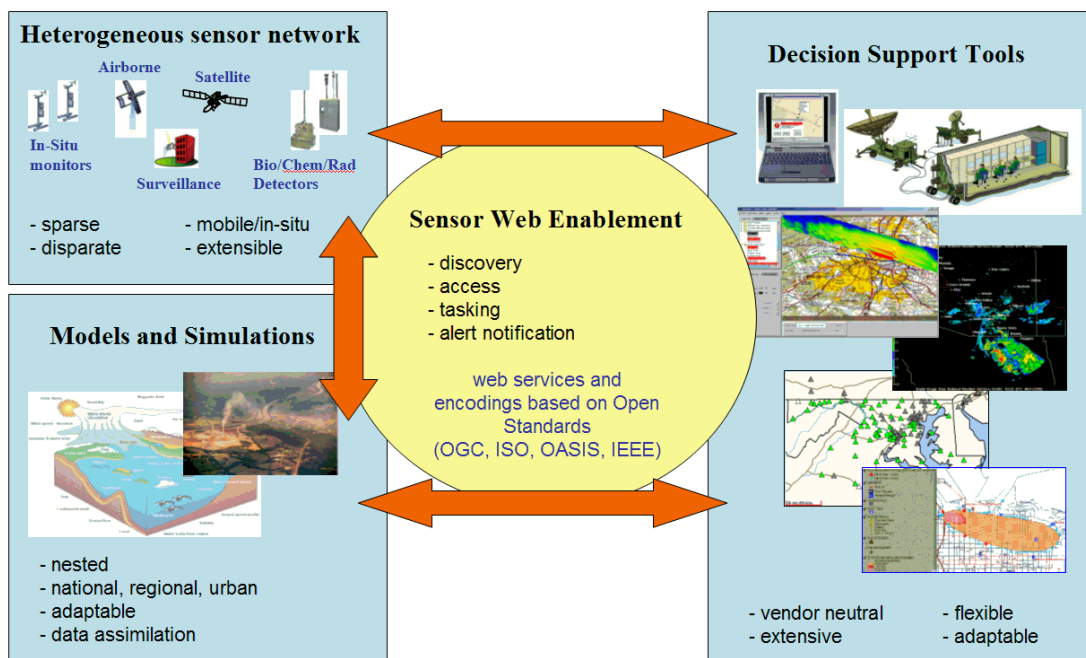 Heterogeneous sensor network
Airborne
Satellite
In-Situ
monitors
Surveillance
Bio/Chem/Rad
Detectors
- sparse
- mobile/in-situ
- disparate
- extensible
Models and Simulations
- nested
- national, regional, urban
- adaptable
- data assimilation
Sensor Web Enablement
- discovery
- access
- tasking
- alert notification
web services and
encodings based on Open
Standards
(OGC, ISO, OASIS, IEEE)
Decision Support Tools
- vendor neutral
- flexible
- extensive
- adaptable